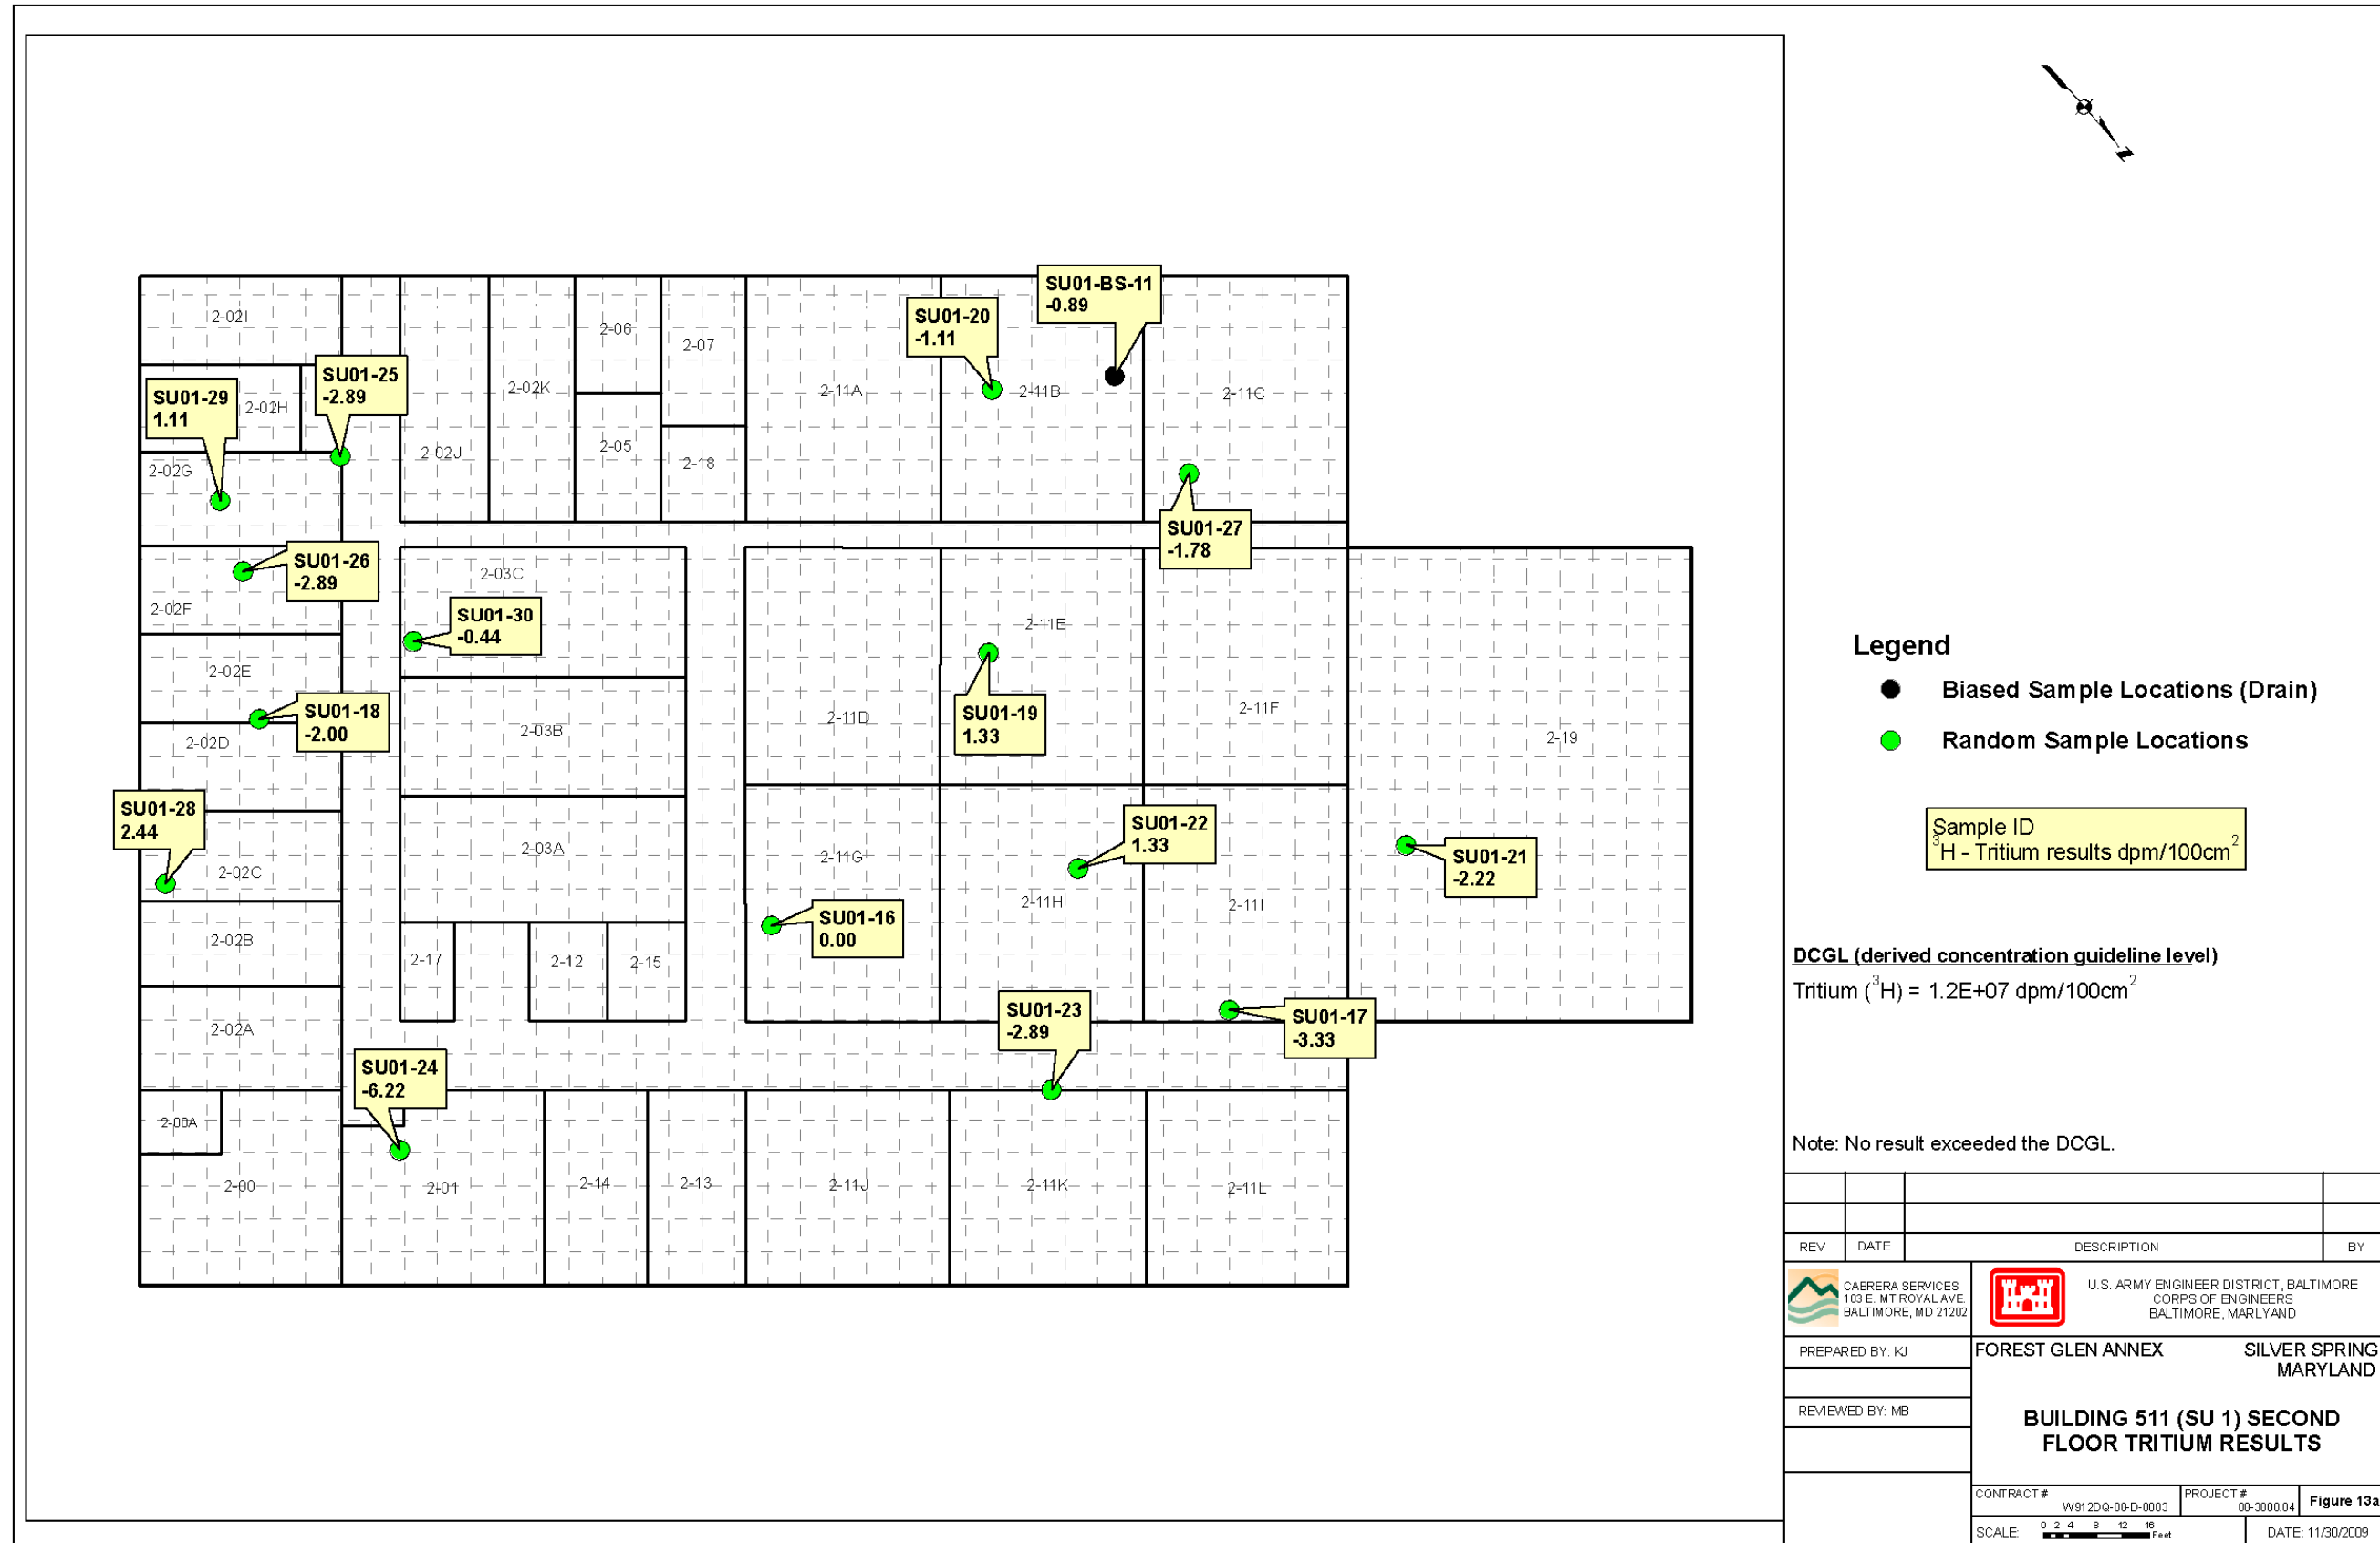 2-02I
2-06
2-07
SU01-20
-1.11
SU01-BS-11
-0.89
SU01-29
1.11
2-02H
SU01-25
-2.89
2-02K
2-11A
2-11B
2-11C
2-02G
2-02J
2-05
2-18
SU01-27
-1.78
SU01-26
-2.89
2-03C
2-02F
SU01-30
-0.44
2-11E
2-02E
SU01-18
-2.00
2-02D
2-03B
2-11D
SU01-19
1.33
2-11F
2-19
SU01-28
2.44
2-02C
2-03A
2-11G
SU01-22
1.33
SU01-21
-2.22
2-11H
2-11I
SU01-16
0.00
2-02B
2-17
2-12
2-15
2-02A
SU01-23
-2.89
SU01-17
-3.33
SU01-24
-6.22
2-00A
2-00
2-01
2-14
2-13
2-11J
2-11K
2-11L
N
Legend
Biased Sample Locations (Drain)
Random Sample Locations
Sample ID
³H - Tritium results dpm/100cm²
DCGL (derived concentration guideline level)
Tritium (³H) = 1.2E+07 dpm/100cm²
Note: No result exceeded the DCGL.
REV DATE DESCRIPTION BY
CABRERA SERVICES
103 E. MT ROYAL AVE.
BALTIMORE, MD 21202
U.S. ARMY ENGINEER DISTRICT, BALTIMORE
CORPS OF ENGINEERS
BALTIMORE, MARLYAND
PREPARED BY: KJ
REVIEWED BY: MB
FOREST GLEN ANNEX SILVER SPRING
MARYLAND
BUILDING 511 (SU 1) SECOND
FLOOR TRITIUM RESULTS
CONTRACT #
W912DQ-08-D-0003
PROJECT #
08-3800.04
Figure 13a
SCALE: 0 2 4 8 12 16
Feet
DATE: 11/30/2009